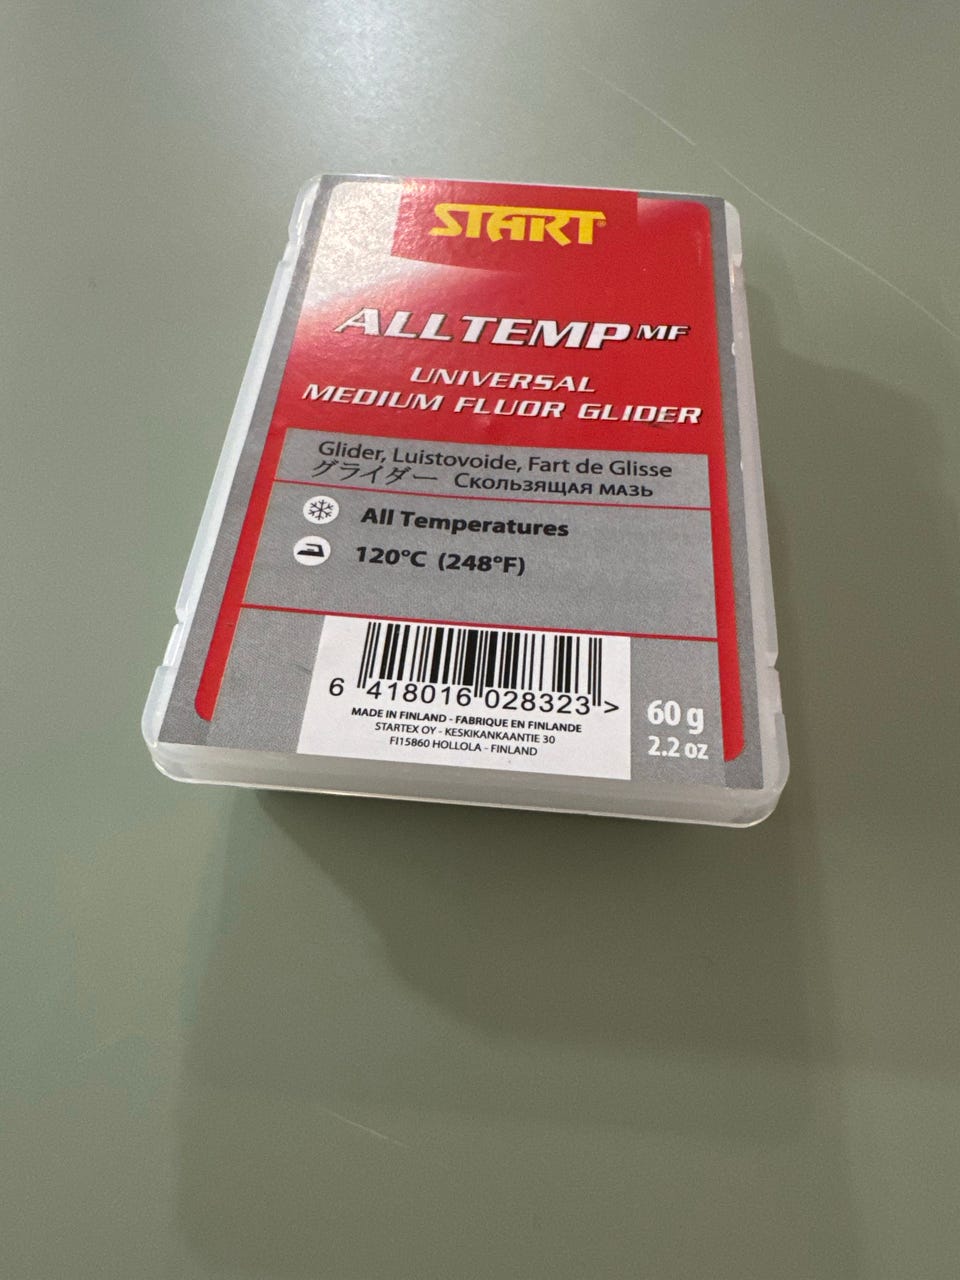 START®
ALLTEMP MF
UNIVERSAL
MEDIUM FLUOR GLIDER
Glider, Luistovoide, Fart de Glisse
グライダー Скользящая мазь
All Temperatures
120°C (248°F)
6 418016 028323 >
MADE IN FINLAND - FABRIQUE EN FINLANDE
STARTEX OY - KESKIKANKAANTIE 30
FI15860 HOLLOLA - FINLAND
60 g
2.2 oz